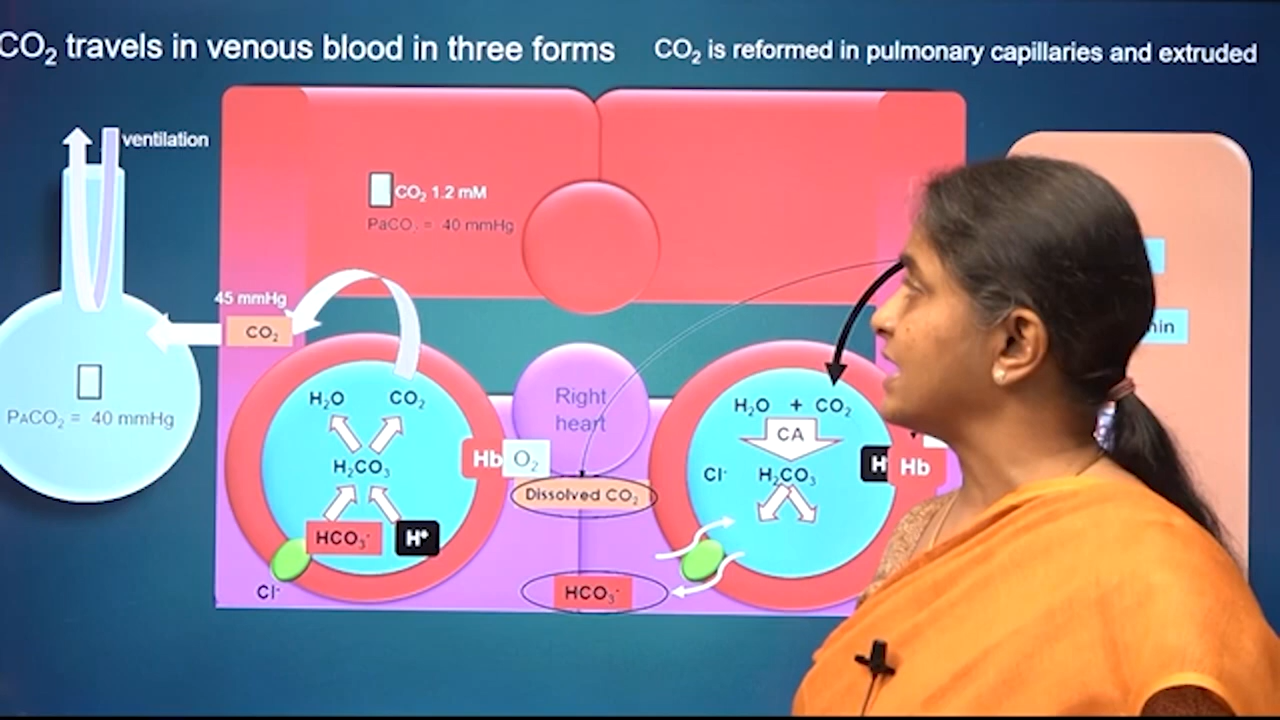 CO₂ travels in venous blood in three forms
CO₂ is reformed in pulmonary capillaries and extruded
ventilation
CO₂ 1.2 mM
PaCO₂ = 40 mmHg
45 mmHg
CO₂
PACO₂ = 40 mmHg
H₂O CO₂
H₂CO₃
HCO₃⁻ H⁺
Cl⁻
Hb O₂
Right
heart
Dissolved CO₂
HCO₃⁻
H₂O + CO₂
CA
Cl⁻ H₂CO₃
H Hb